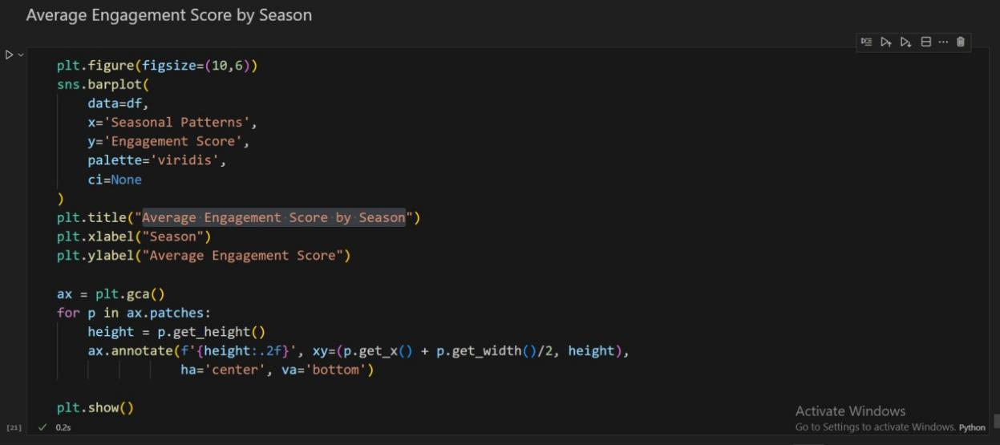 Average Engagement Score by Season
plt.figure(figsize=(10,6))
sns.barplot(
    data=df,
    x='Seasonal Patterns',
    y='Engagement Score',
    palette='viridis',
    ci=None
)
plt.title("Average Engagement Score by Season")
plt.xlabel("Season")
plt.ylabel("Average Engagement Score")

ax = plt.gca()
for p in ax.patches:
    height = p.get_height()
    ax.annotate(f'{height:.2f}', xy=(p.get_x() + p.get_width()/2, height),
                ha='center', va='bottom')

plt.show()
Activate Windows
[21] 0.2s Go to Settings to activate Windows. Python